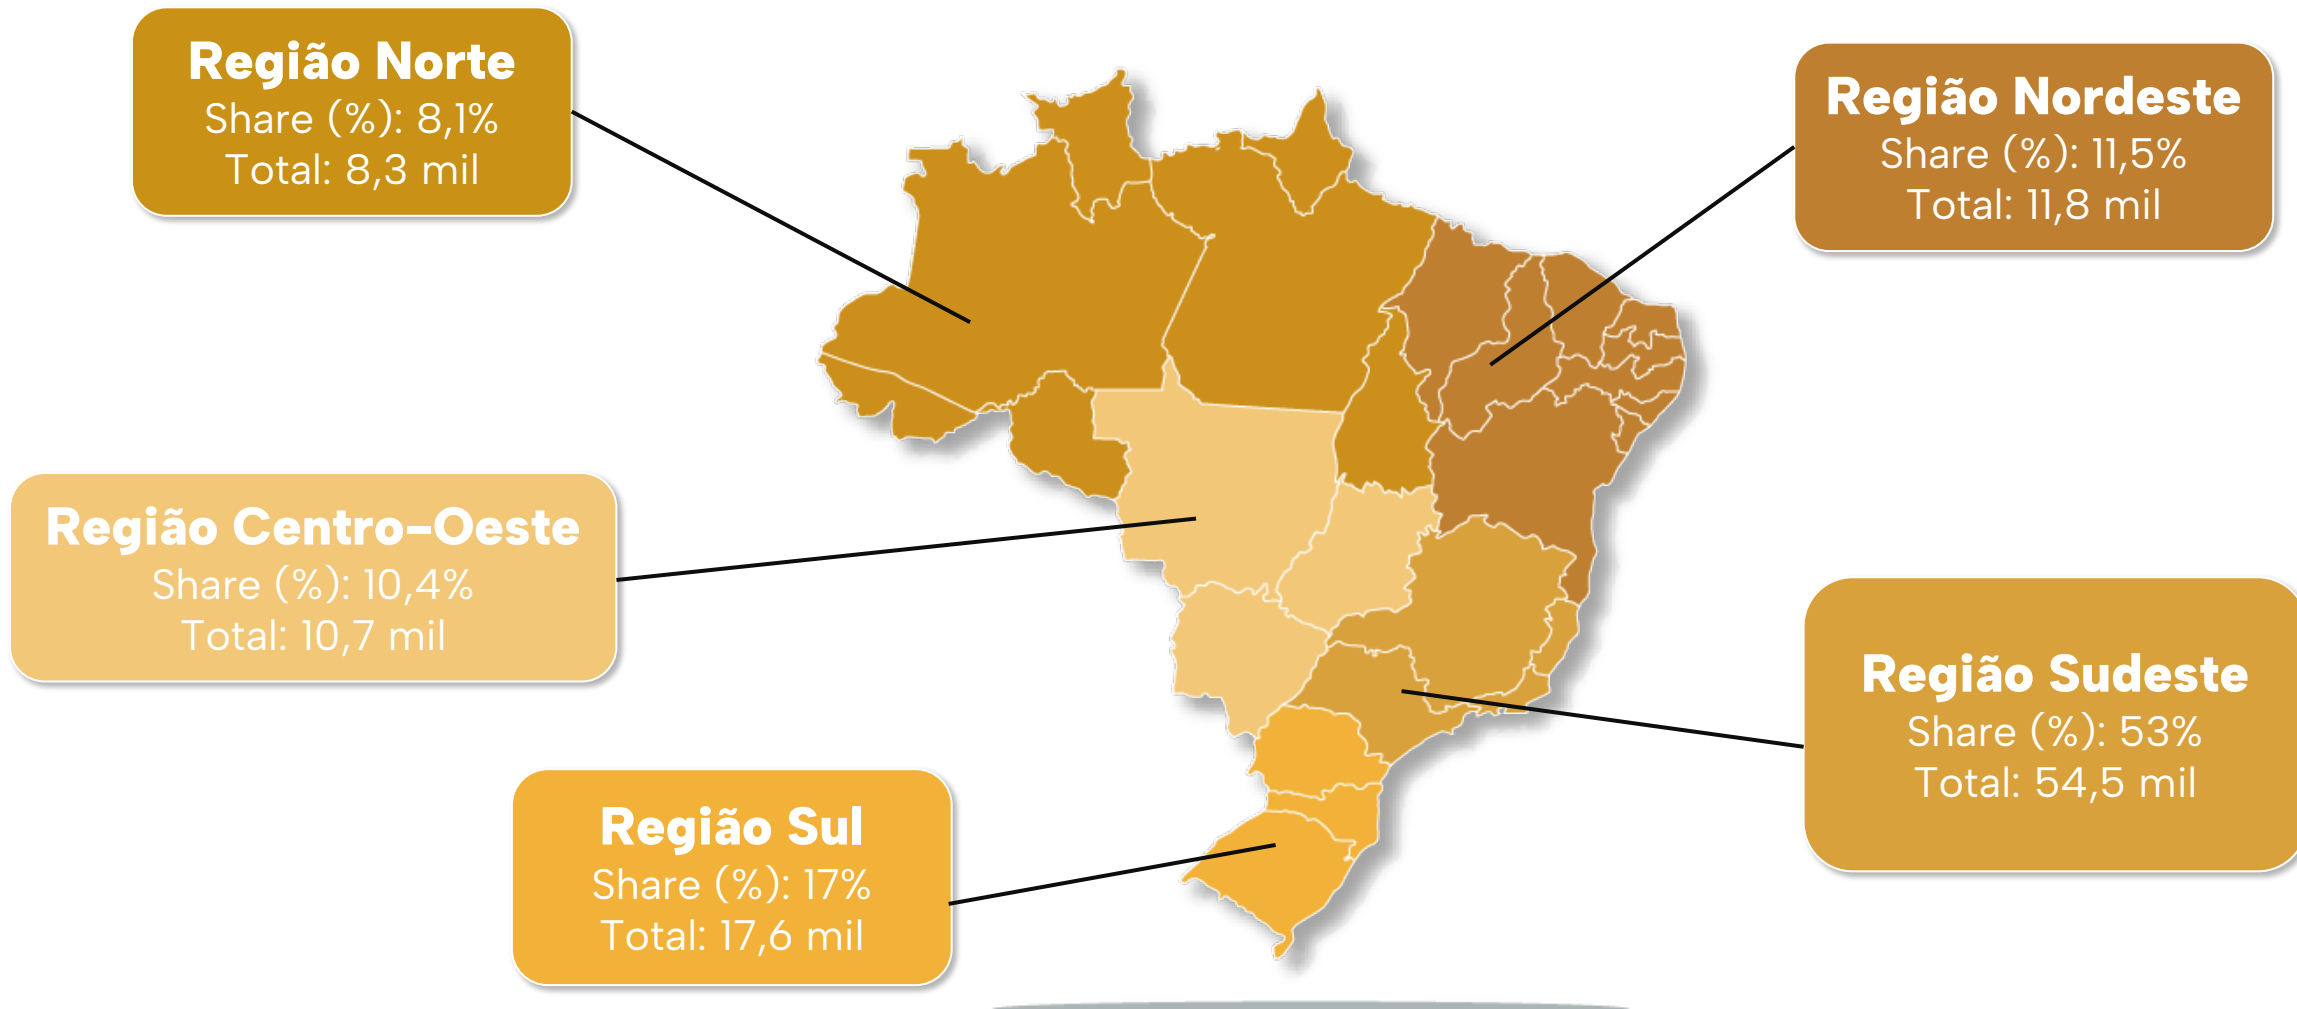 Região Norte
Share (%): 8,1%
Total: 8,3 mil
Região Nordeste
Share (%): 11,5%
Total: 11,8 mil
Região Centro-Oeste
Share (%): 10,4%
Total: 10,7 mil
Região Sudeste
Share (%): 53%
Total: 54,5 mil
Região Sul
Share (%): 17%
Total: 17,6 mil